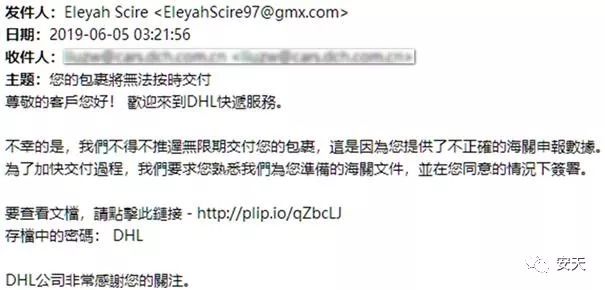 发件人：Eleyah Scire <EleyahScire97@gmx.com>
日期：2019-06-05 03:21:56
收件人：
主题：您的包裹將無法按時交付
尊敬的客戶您好！ 歡迎來到DHL快遞服務。
不幸的是，我們不得不推遲無限期交付您的包裹，這是因為您提供了不正確的海關申報數據。
為了加快交付過程，我們要求您熟悉我們為您準備的海關文件，並在您同意的情況下簽署。
要查看文檔，請點擊此鏈接 - http://plip.io/qZbcLJ
存檔中的密碼： DHL
DHL公司非常感謝您的關注。
安天